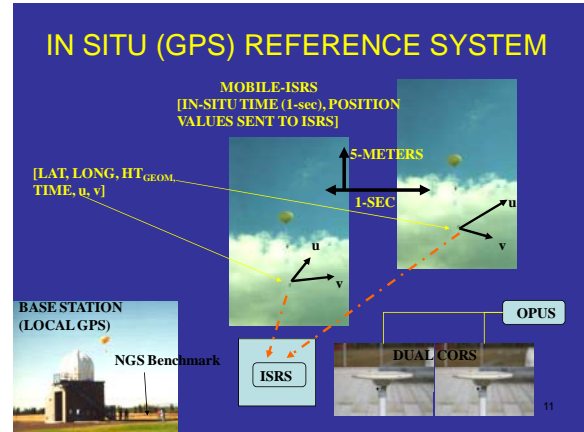 IN SITU (GPS) REFERENCE SYSTEM
MOBILE-ISRS
[IN-SITU TIME (1-sec), POSITION
VALUES SENT TO ISRS]
5-METERS
[LAT, LONG, HT_GEOM,
TIME, u, v]
1-SEC
u
v
u
v
BASE STATION
(LOCAL GPS)
NGS Benchmark
ISRS
OPUS
DUAL CORS
11